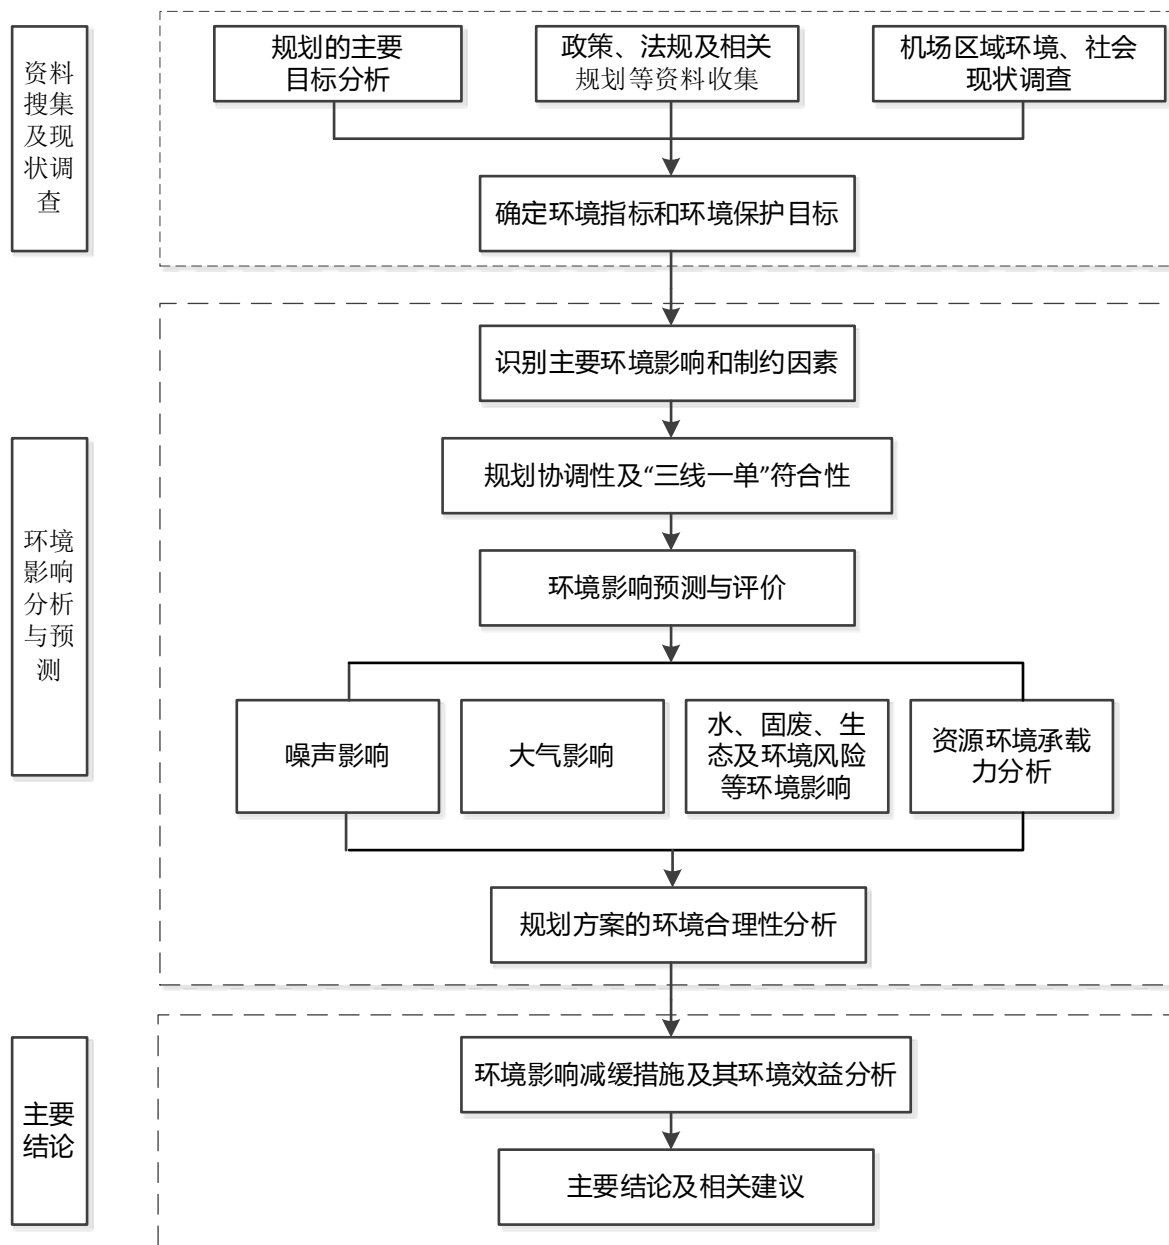 资料
搜集
及现
状调
查
规划的主要
目标分析
政策、法规及相关
规划等资料收集
机场区域环境、社会
现状调查
确定环境指标和环境保护目标
环境
影响
分析
与预
测
识别主要环境影响和制约因素
规划协调性及“三线一单”符合性
环境影响预测与评价
噪声影响
大气影响
水、固废、生
态及环境风险
等环境影响
资源环境承载
力分析
规划方案的环境合理性分析
主要
结论
环境影响减缓措施及其环境效益分析
主要结论及相关建议